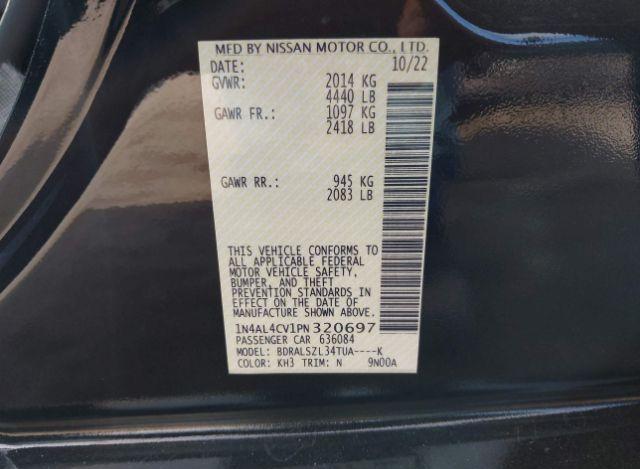 MFD BY NISSAN MOTOR CO., LTD.
DATE: 10/22
GVWR: 2014 KG
4440 LB
GAWR FR.: 1097 KG
2418 LB
GAWR RR.: 945 KG
2083 LB
THIS VEHICLE CONFORMS TO
ALL APPLICABLE FEDERAL
MOTOR VEHICLE SAFETY,
BUMPER, AND THEFT
PREVENTION STANDARDS IN
EFFECT ON THE DATE OF
MANUFACTURE SHOWN ABOVE.
1N4AL4CV1PN320697
PASSENGER CAR 636084
MODEL: BDRALSZL34TUA----K
COLOR: KH3 TRIM: N 9N00A